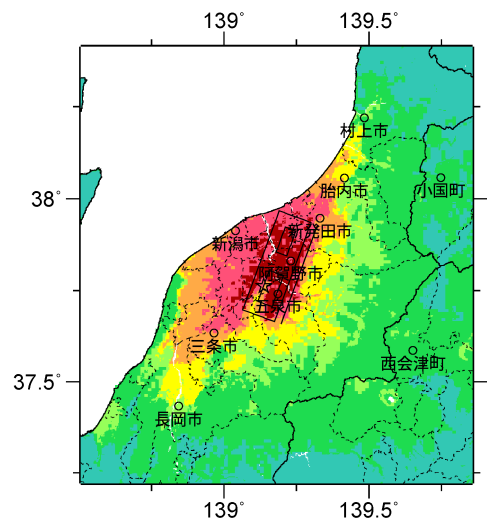 139° 139.5°
村上市
胎内市 小国町
38°
新発田市
新潟市
阿賀野市
五泉市
三条市
西会津町
37.5°
長岡市
139° 139.5°